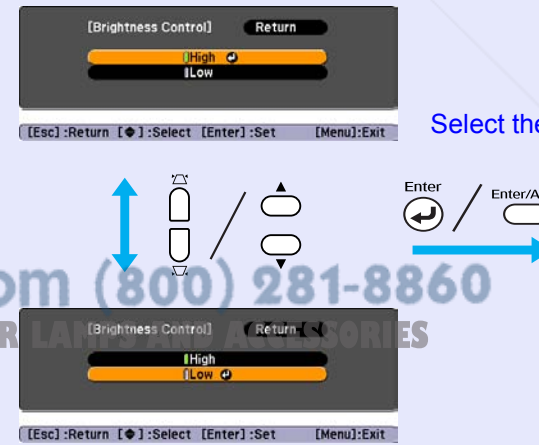 [Brightness Control] Return
High
Low
[Esc] :Return [◆] :Select [Enter] :Set [Menu]:Exit
Select the
Enter
Enter/A
om (800) 281-8860
R LAMPS AND ACCESSORIES
[Brightness Control] Return
High
Low
[Esc] :Return [◆] :Select [Enter] :Set [Menu]:Exit